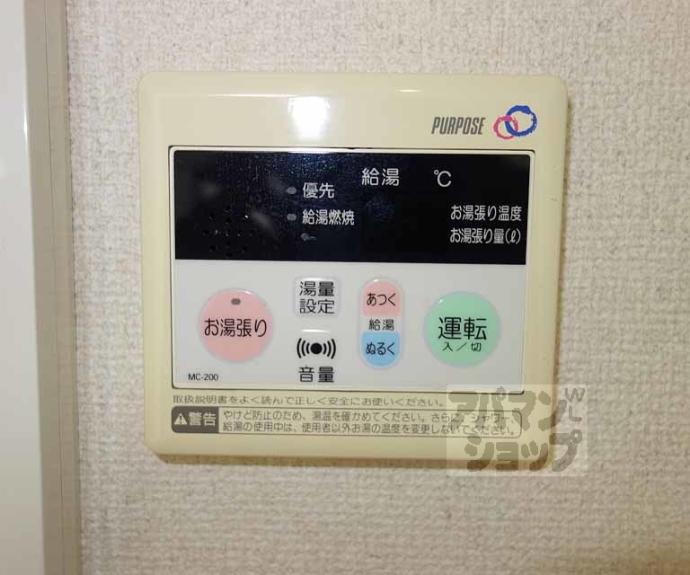 PURPOSE
給湯 ℃
優先
給湯燃焼
お湯張り温度
お湯張り量(ℓ)
湯量
設定
あつく
お湯張り
給湯
運転
入/切
ぬるく
音量
MC-200
取扱説明書をよく読んで正しく安全にお使いください。
警告
やけど防止のため、湯温を確かめてください。さらに、シャワー、
給湯の使用中は、使用者以外お湯の温度を変更しないでください。
アパマン
ショップ